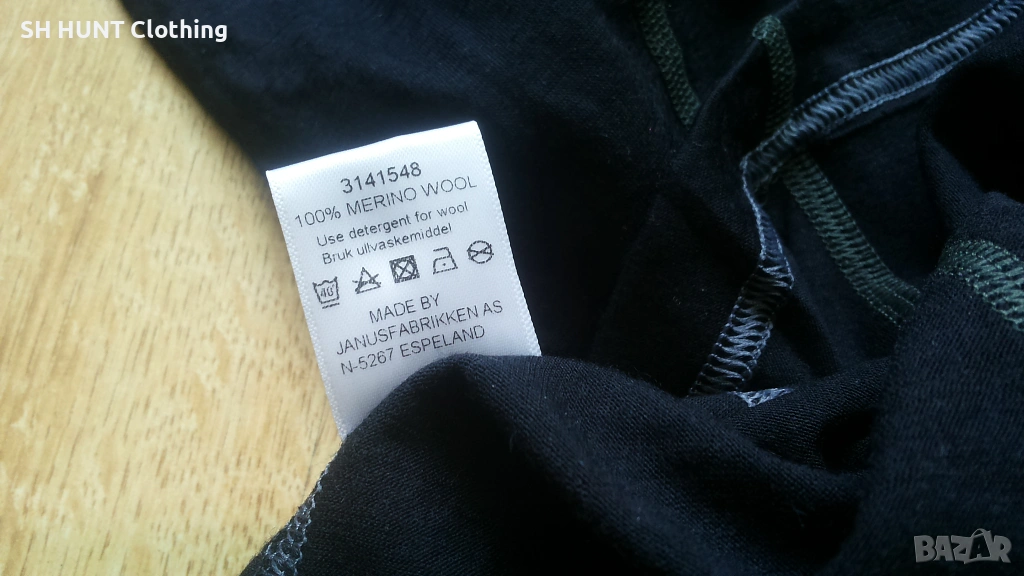 SH HUNT Clothing
3141548
100% MERINO WOOL
Use detergent for wool
Bruk ullvaskemiddel
40
MADE BY
JANUSFABRIKKEN AS
N-5267 ESPELAND
BAZAR